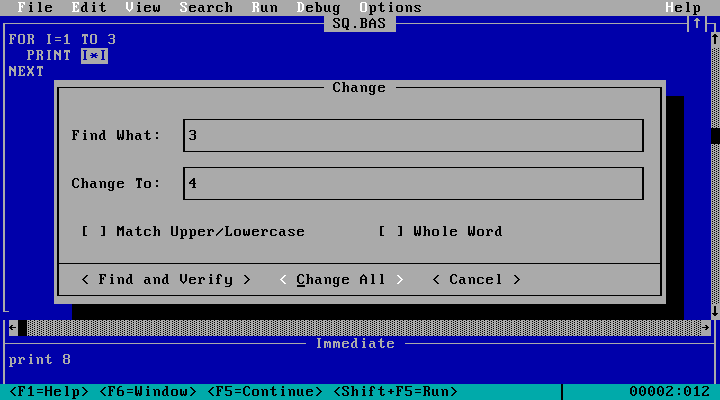 File Edit View Search Run Debug Options Help
SQ.BAS ↑
FOR I=1 TO 3
PRINT I*I
NEXT
Change
Find What: 3
Change To: 4
[ ] Match Upper/Lowercase [ ] Whole Word
< Find and Verify > < Change All > < Cancel >
Immediate
print 8
<F1=Help> <F6=Window> <F5=Continue> <Shift+F5=Run> 00002:012